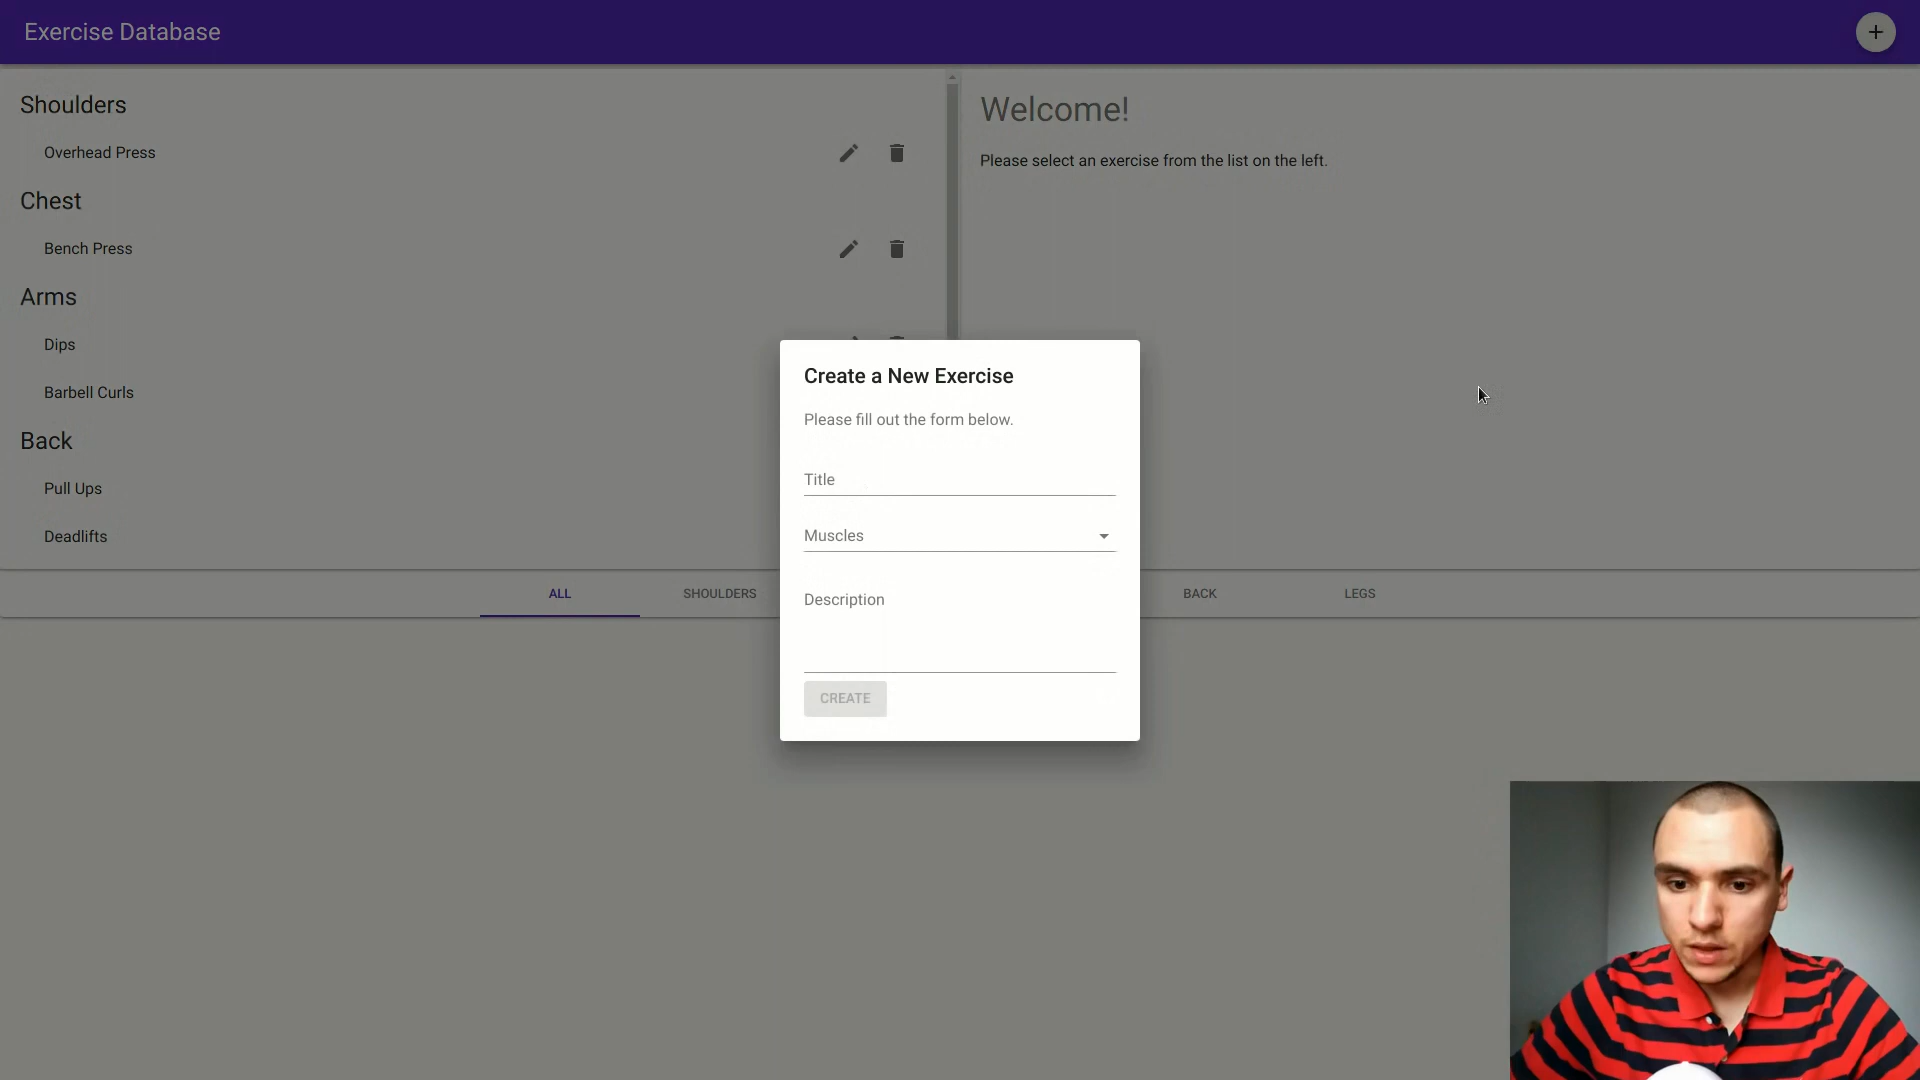 Exercise Database
Shoulders
Overhead Press
Chest
Bench Press
Arms
Dips
Barbell Curls
Back
Pull Ups
Deadlifts
Welcome!
Please select an exercise from the list on the left.
Create a New Exercise
Please fill out the form below.
Title
Muscles
Description
CREATE
ALL
SHOULDERS
BACK
LEGS